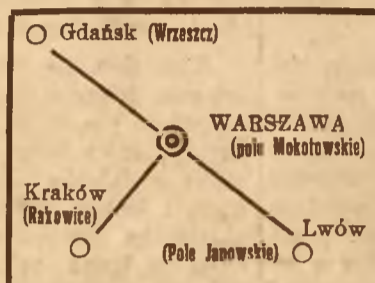 Gdańsk (Wrzeszcz)
WARSZAWA
(pole Mokotowskie)
Kraków
(Rakowice)
Lwów
(Pole Janowskie)